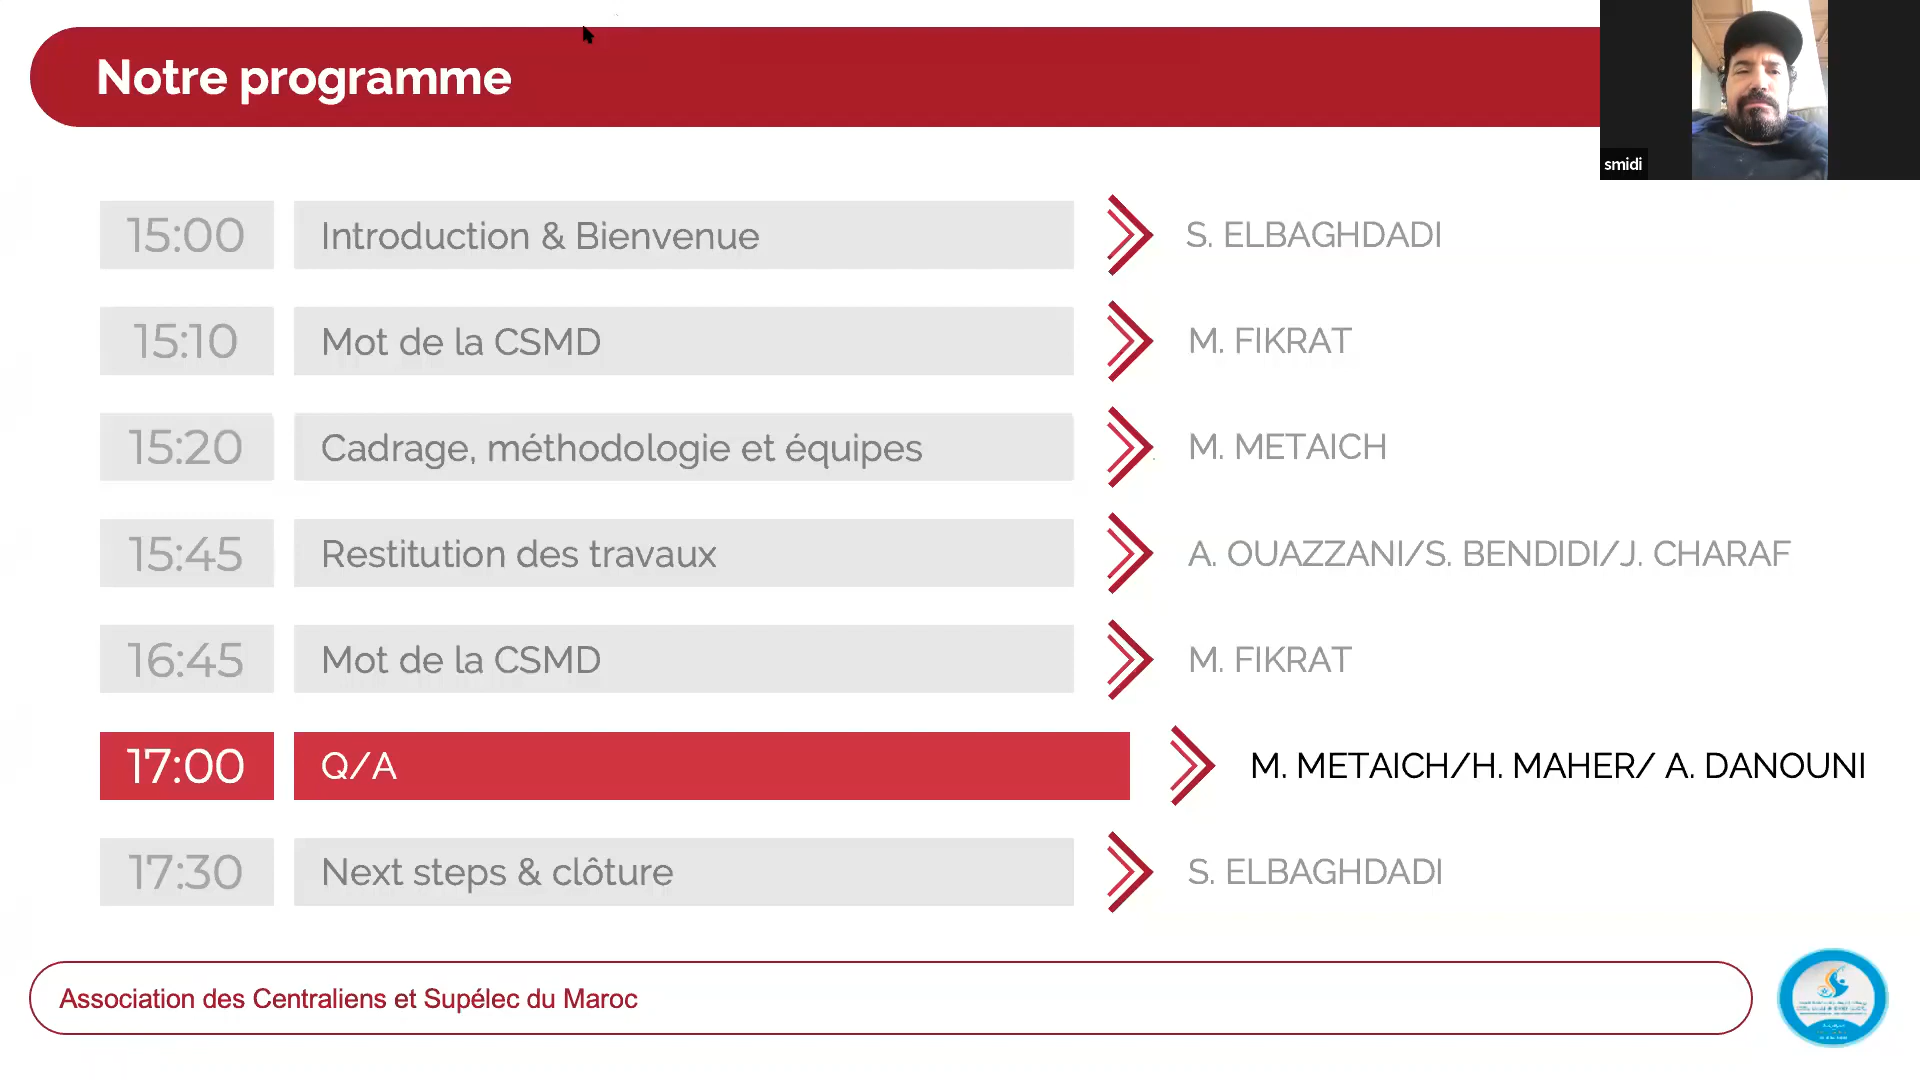 Notre programme
smidi
15:00 Introduction & Bienvenue S. ELBAGHDADI
15:10 Mot de la CSMD M. FIKRAT
15:20 Cadrage, méthodologie et équipes M. METAICH
15:45 Restitution des travaux A. OUAZZANI/S. BENDIDI/J. CHARAF
16:45 Mot de la CSMD M. FIKRAT
17:00 Q/A M. METAICH/H. MAHER/ A. DANOUNI
17:30 Next steps & clôture S. ELBAGHDADI
Association des Centraliens et Supélec du Maroc